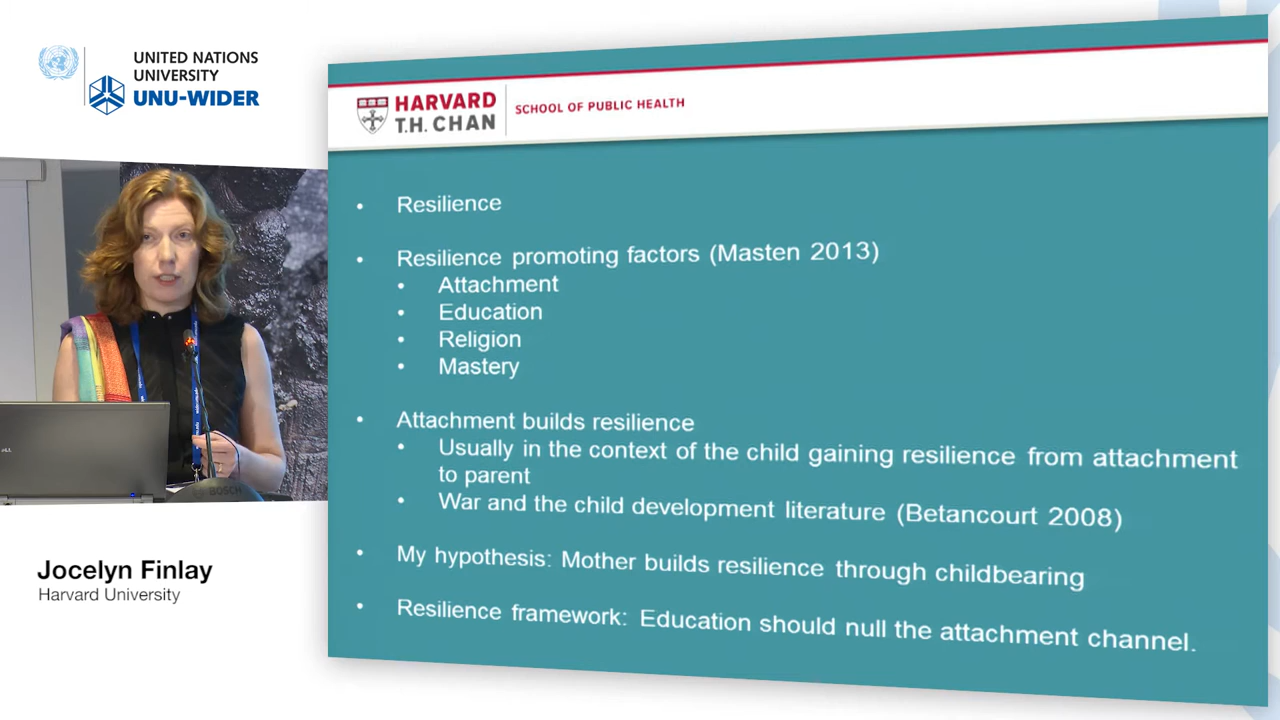 UNITED NATIONS
UNIVERSITY
UNU-WIDER
HARVARD
T.H. CHAN
SCHOOL OF PUBLIC HEALTH
• Resilience
• Resilience promoting factors (Masten 2013)
• Attachment
• Education
• Religion
• Mastery
• Attachment builds resilience
• Usually in the context of the child gaining resilience from attachment
to parent
• War and the child development literature (Betancourt 2008)
• My hypothesis: Mother builds resilience through childbearing
• Resilience framework: Education should null the attachment channel.
BOSCH
Jocelyn Finlay
Harvard University